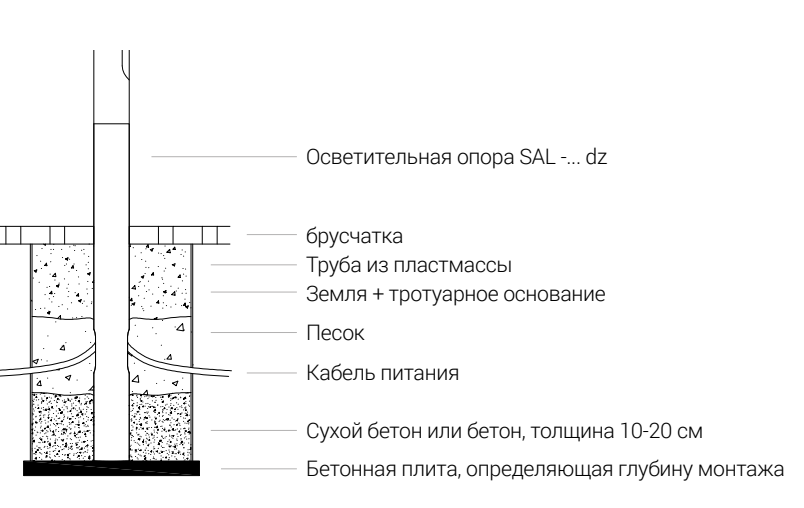 Осветительная опора SAL -... dz
брусчатка
Труба из пластмассы
Земля + тротуарное основание
Песок
Кабель питания
Сухой бетон или бетон, толщина 10-20 см
Бетонная плита, определяющая глубину монтажа